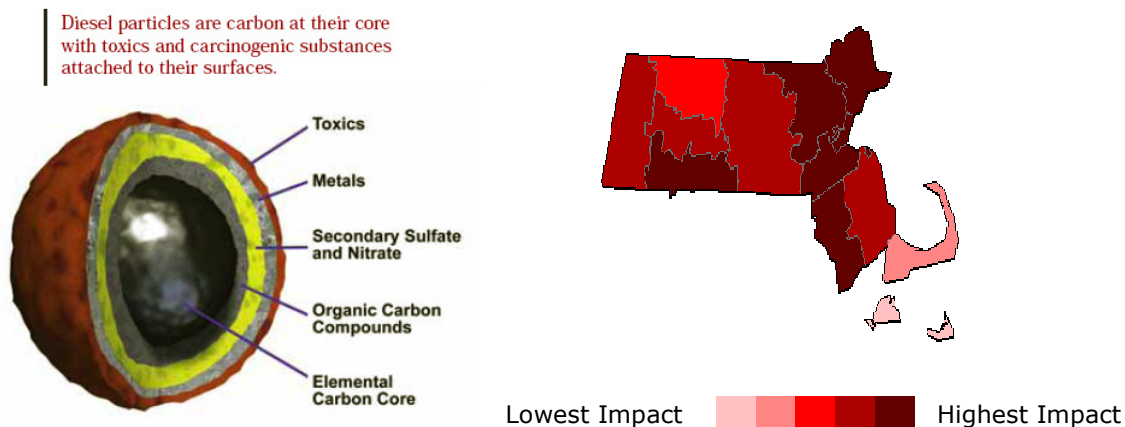 Diesel particles are carbon at their core
with toxics and carcinogenic substances
attached to their surfaces.
Toxics
Metals
Secondary Sulfate
and Nitrate
Organic Carbon
Compounds
Elemental
Carbon Core
Lowest Impact
Highest Impact